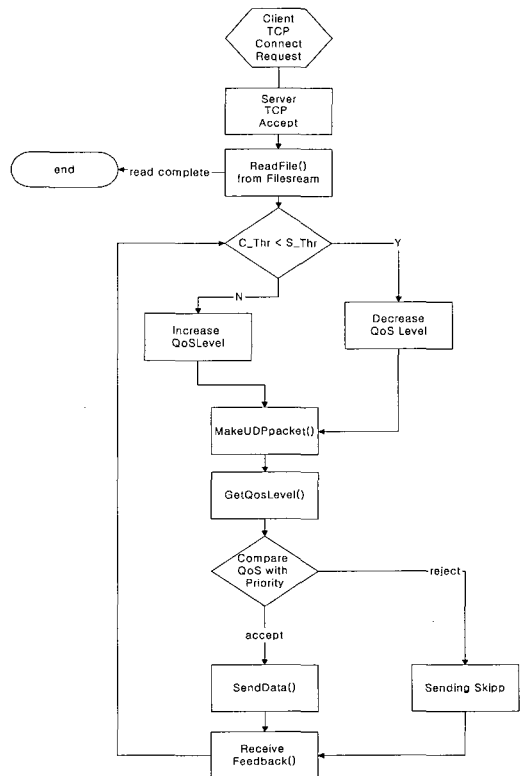 Client
TCP
Connect
Request
Server
TCP
Accept
end
read complete
ReadFile()
from Filesream
C_Thr < S_Thr
Y
N
Increase
QoSLevel
Decrease
QoS Level
MakeUDPpacket()
GetQosLevel()
Compare
QoS with
Priority
reject
accept
SendData()
Sending Skipp
Receive
Feedback()